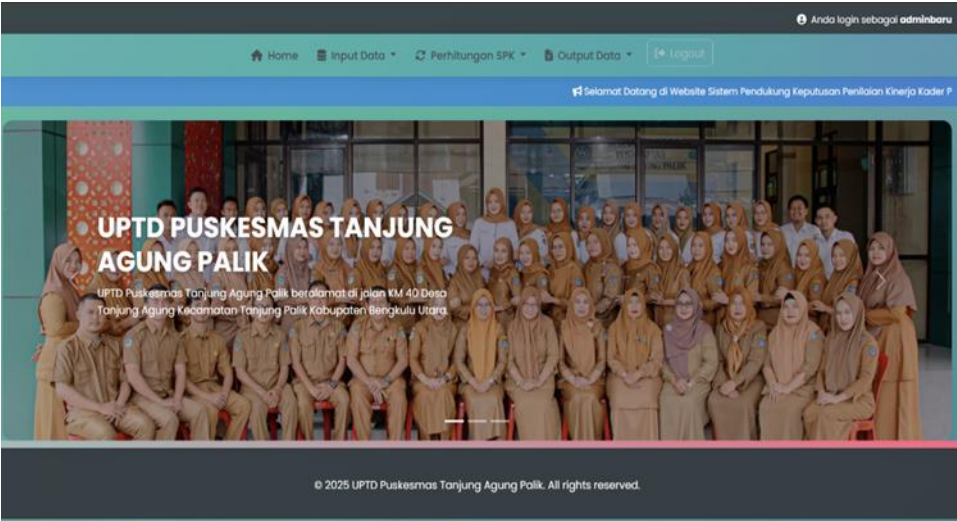 Anda login sebagai adminbaru
Home Input Data Perhitungan SPK Output Data Logout
Selamat Datang di Website Sistem Pendukung Keputusan Penilaian Kinerja Kader P
UPTD PUSKESMAS TANJUNG
AGUNG PALIK
UPTD Puskesmas Tanjung Agung Palik beralamat di jalan KM 40 Desa
Tanjung Agung Kecamatan Tanjung Palik Kabupaten Bengkulu Utara.
© 2025 UPTD Puskesmas Tanjung Agung Palik. All rights reserved.